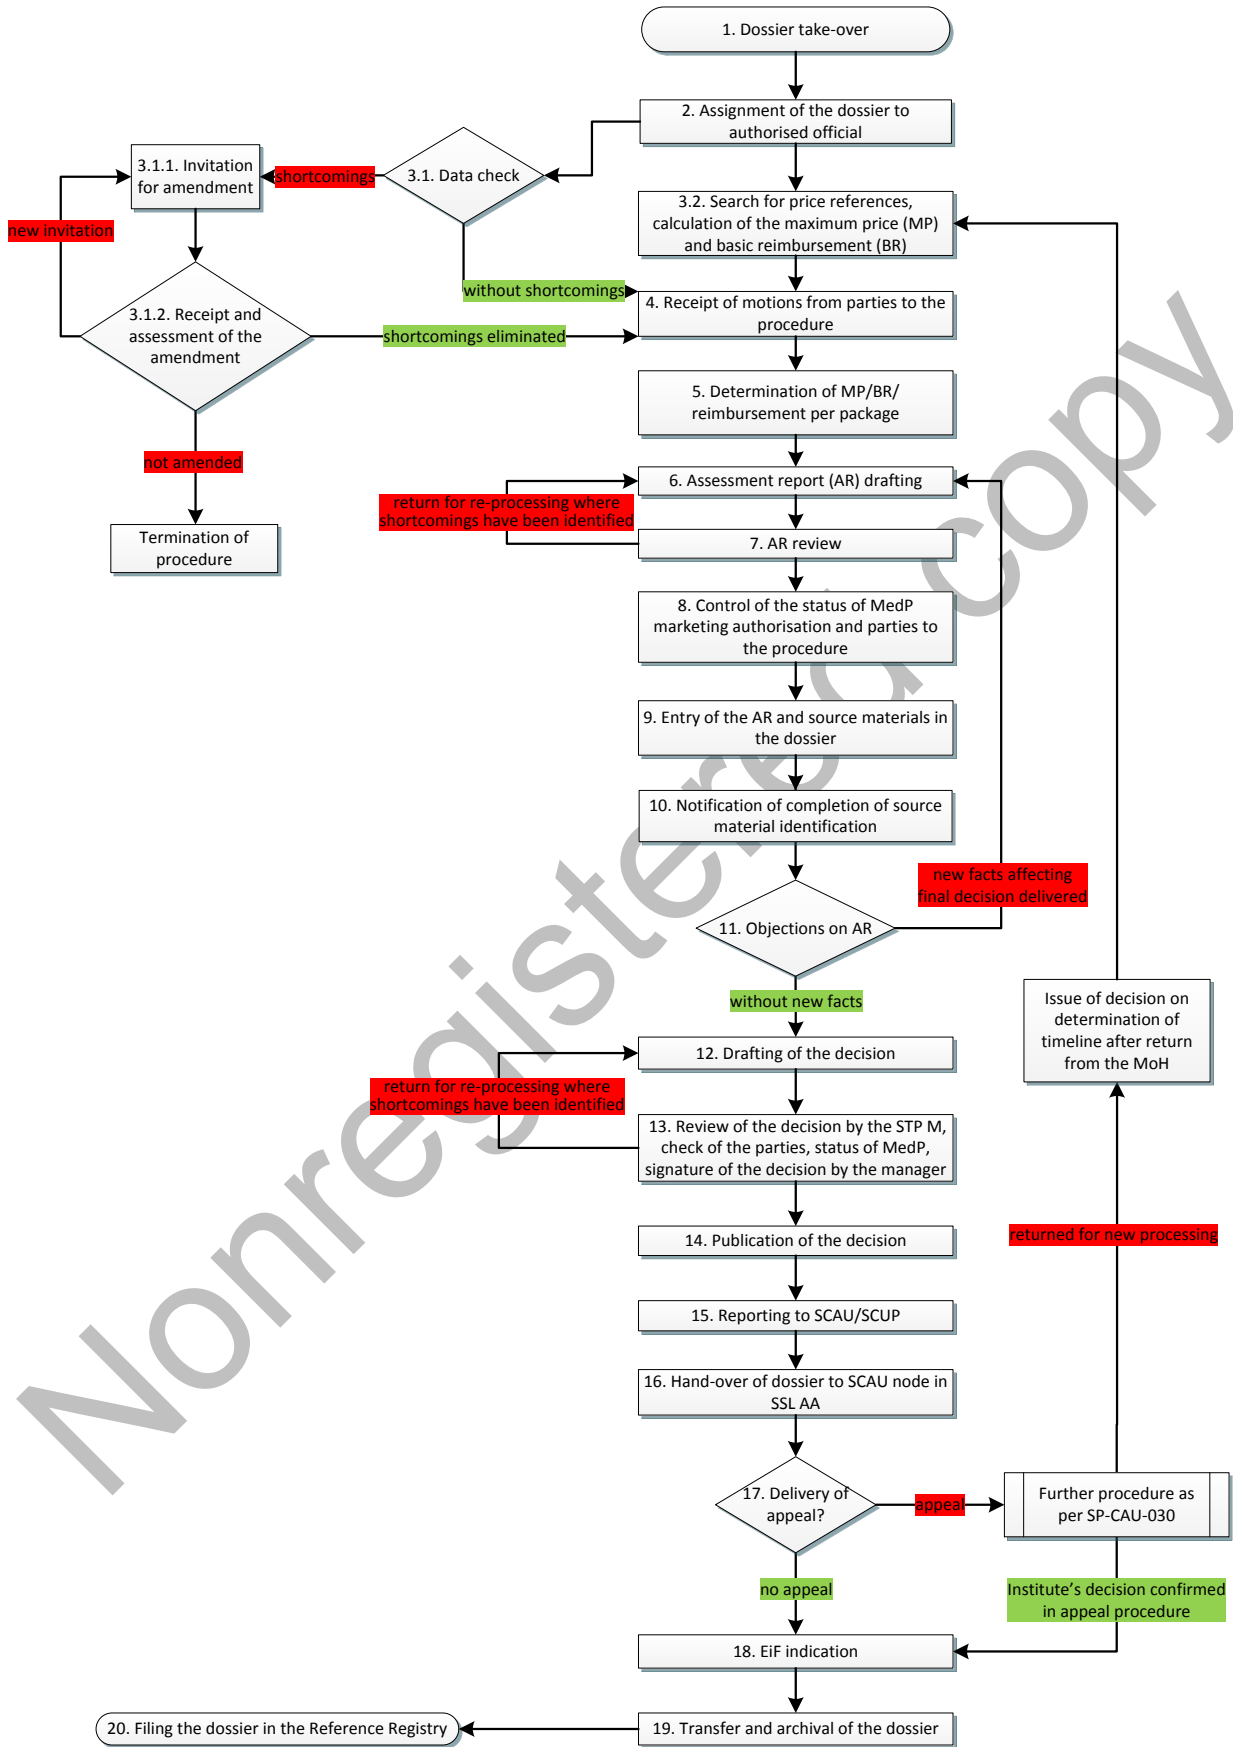 1. Dossier take-over
2. Assignment of the dossier to
authorised official
3.1. Data check
shortcomings
3.1.1. Invitation
for amendment
new invitation
3.2. Search for price references,
calculation of the maximum price (MP)
and basic reimbursement (BR)
without shortcomings
3.1.2. Receipt and
assessment of the
amendment
shortcomings eliminated
4. Receipt of motions from parties to the
procedure
not amended
Termination of
procedure
5. Determination of MP/BR/
reimbursement per package
6. Assessment report (AR) drafting
return for re-processing where
shortcomings have been identified
7. AR review
8. Control of the status of MedP
marketing authorisation and parties to
the procedure
9. Entry of the AR and source materials in
the dossier
10. Notification of completion of source
material identification
new facts affecting
final decision delivered
11. Objections on AR
without new facts
Issue of decision on
determination of
timeline after return
from the MoH
12. Drafting of the decision
return for re-processing where
shortcomings have been identified
13. Review of the decision by the STP M,
check of the parties, status of MedP,
signature of the decision by the manager
14. Publication of the decision
returned for new processing
15. Reporting to SCAU/SCUP
16. Hand-over of dossier to SCAU node in
SSL AA
17. Delivery of
appeal?
appeal
Further procedure as
per SP-CAU-030
no appeal
Institute's decision confirmed
in appeal procedure
18. EiF indication
19. Transfer and archival of the dossier
20. Filing the dossier in the Reference Registry
Nonregistered copy